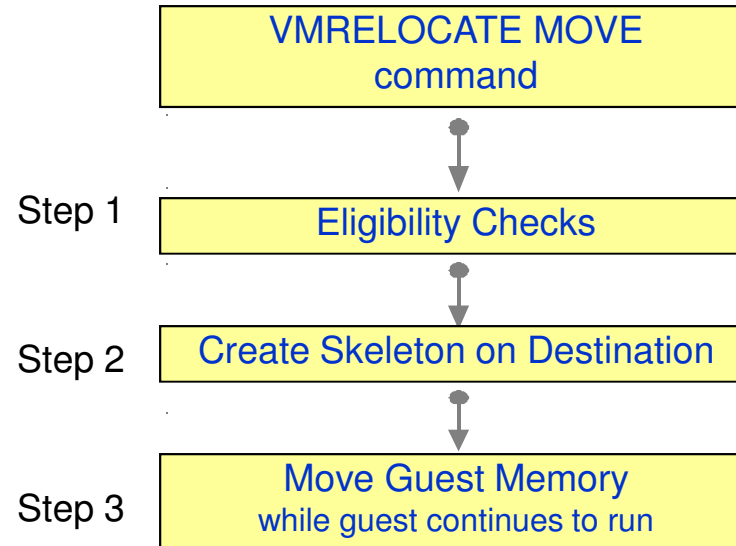 VMRELOCATE MOVE
command
Step 1
Eligibility Checks
Step 2
Create Skeleton on Destination
Step 3
Move Guest Memory
while guest continues to run